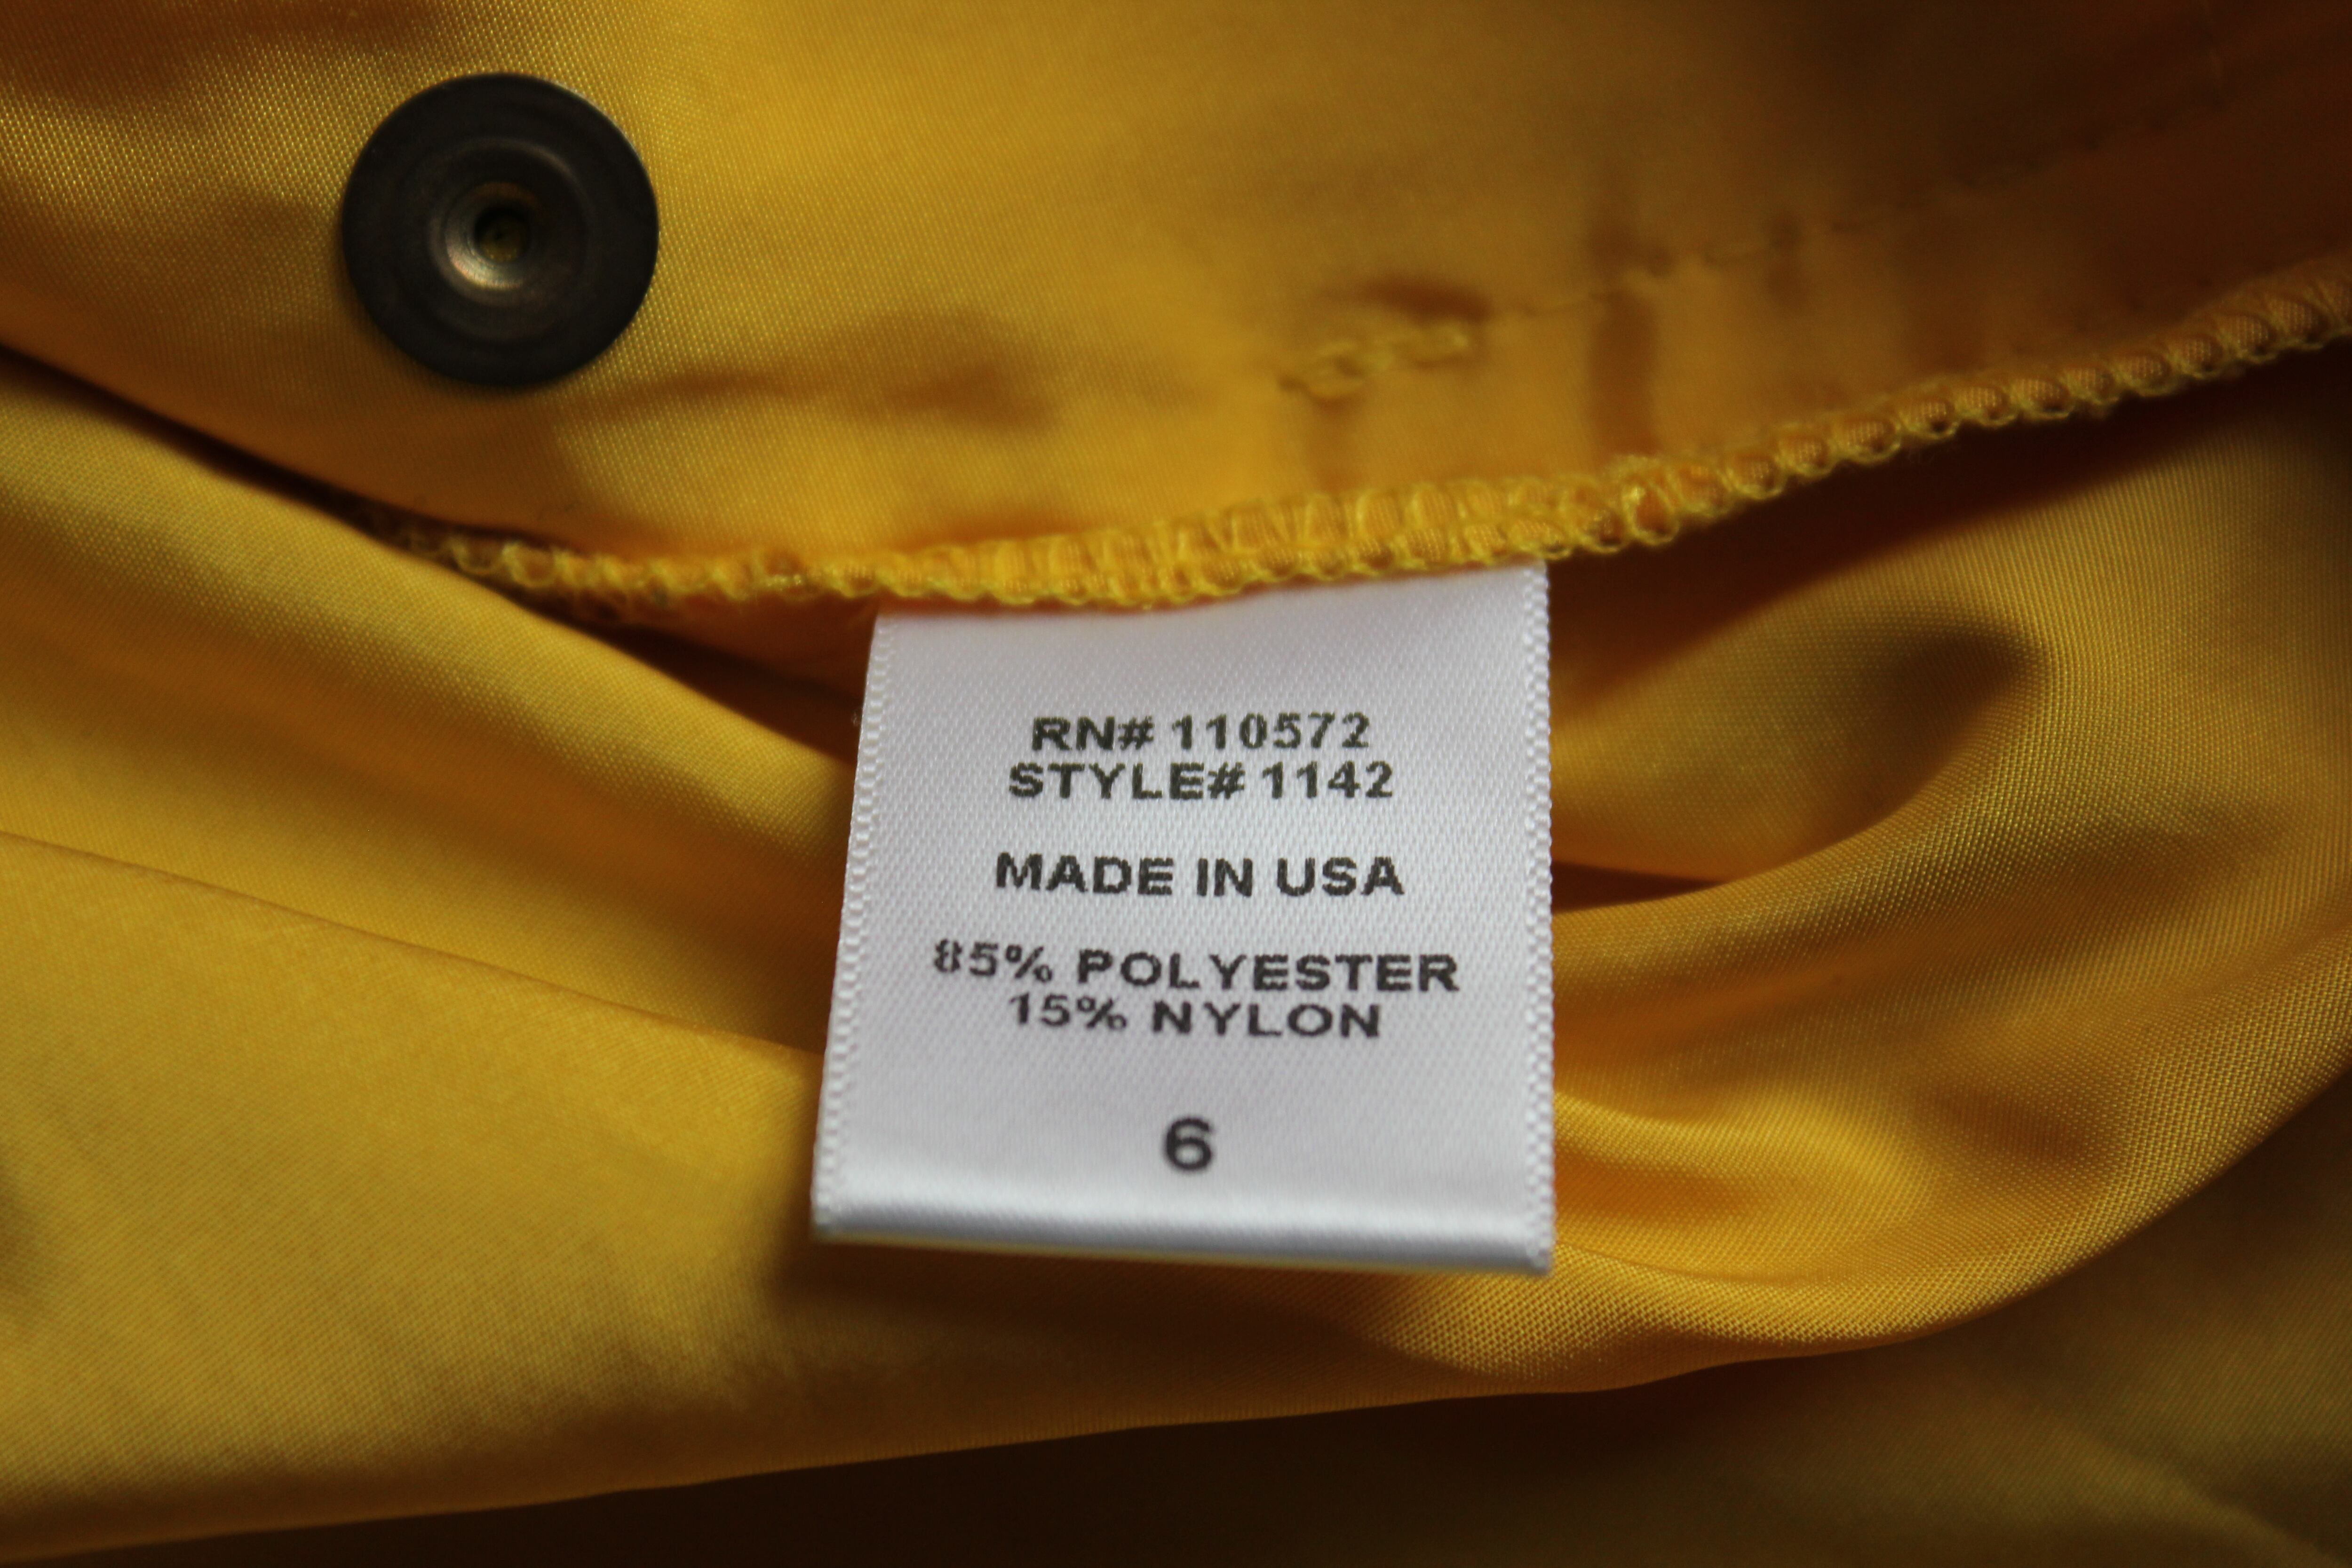 RN# 110572
STYLE# 1142
MADE IN USA
85% POLYESTER
15% NYLON
6